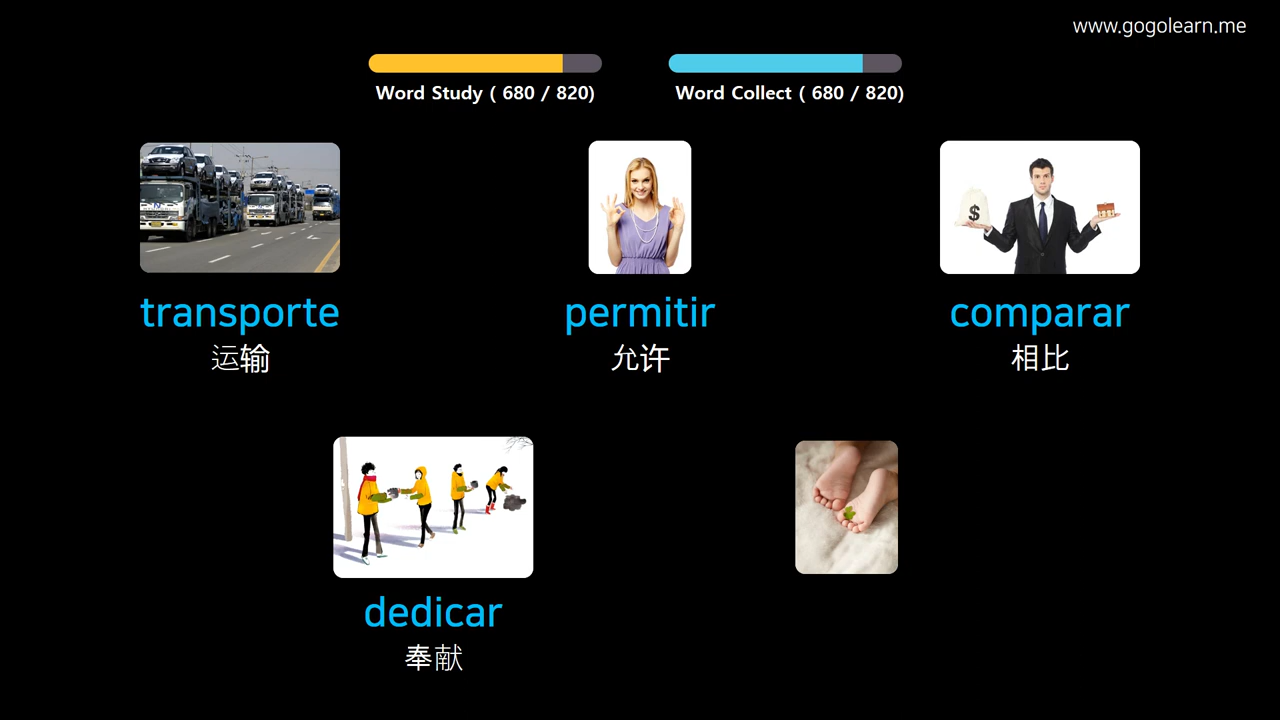 www.gogolearn.me
Word Study ( 680 / 820)
Word Collect ( 680 / 820)
transporte
运输
permitir
允许
comparar
相比
$
dedicar
奉献